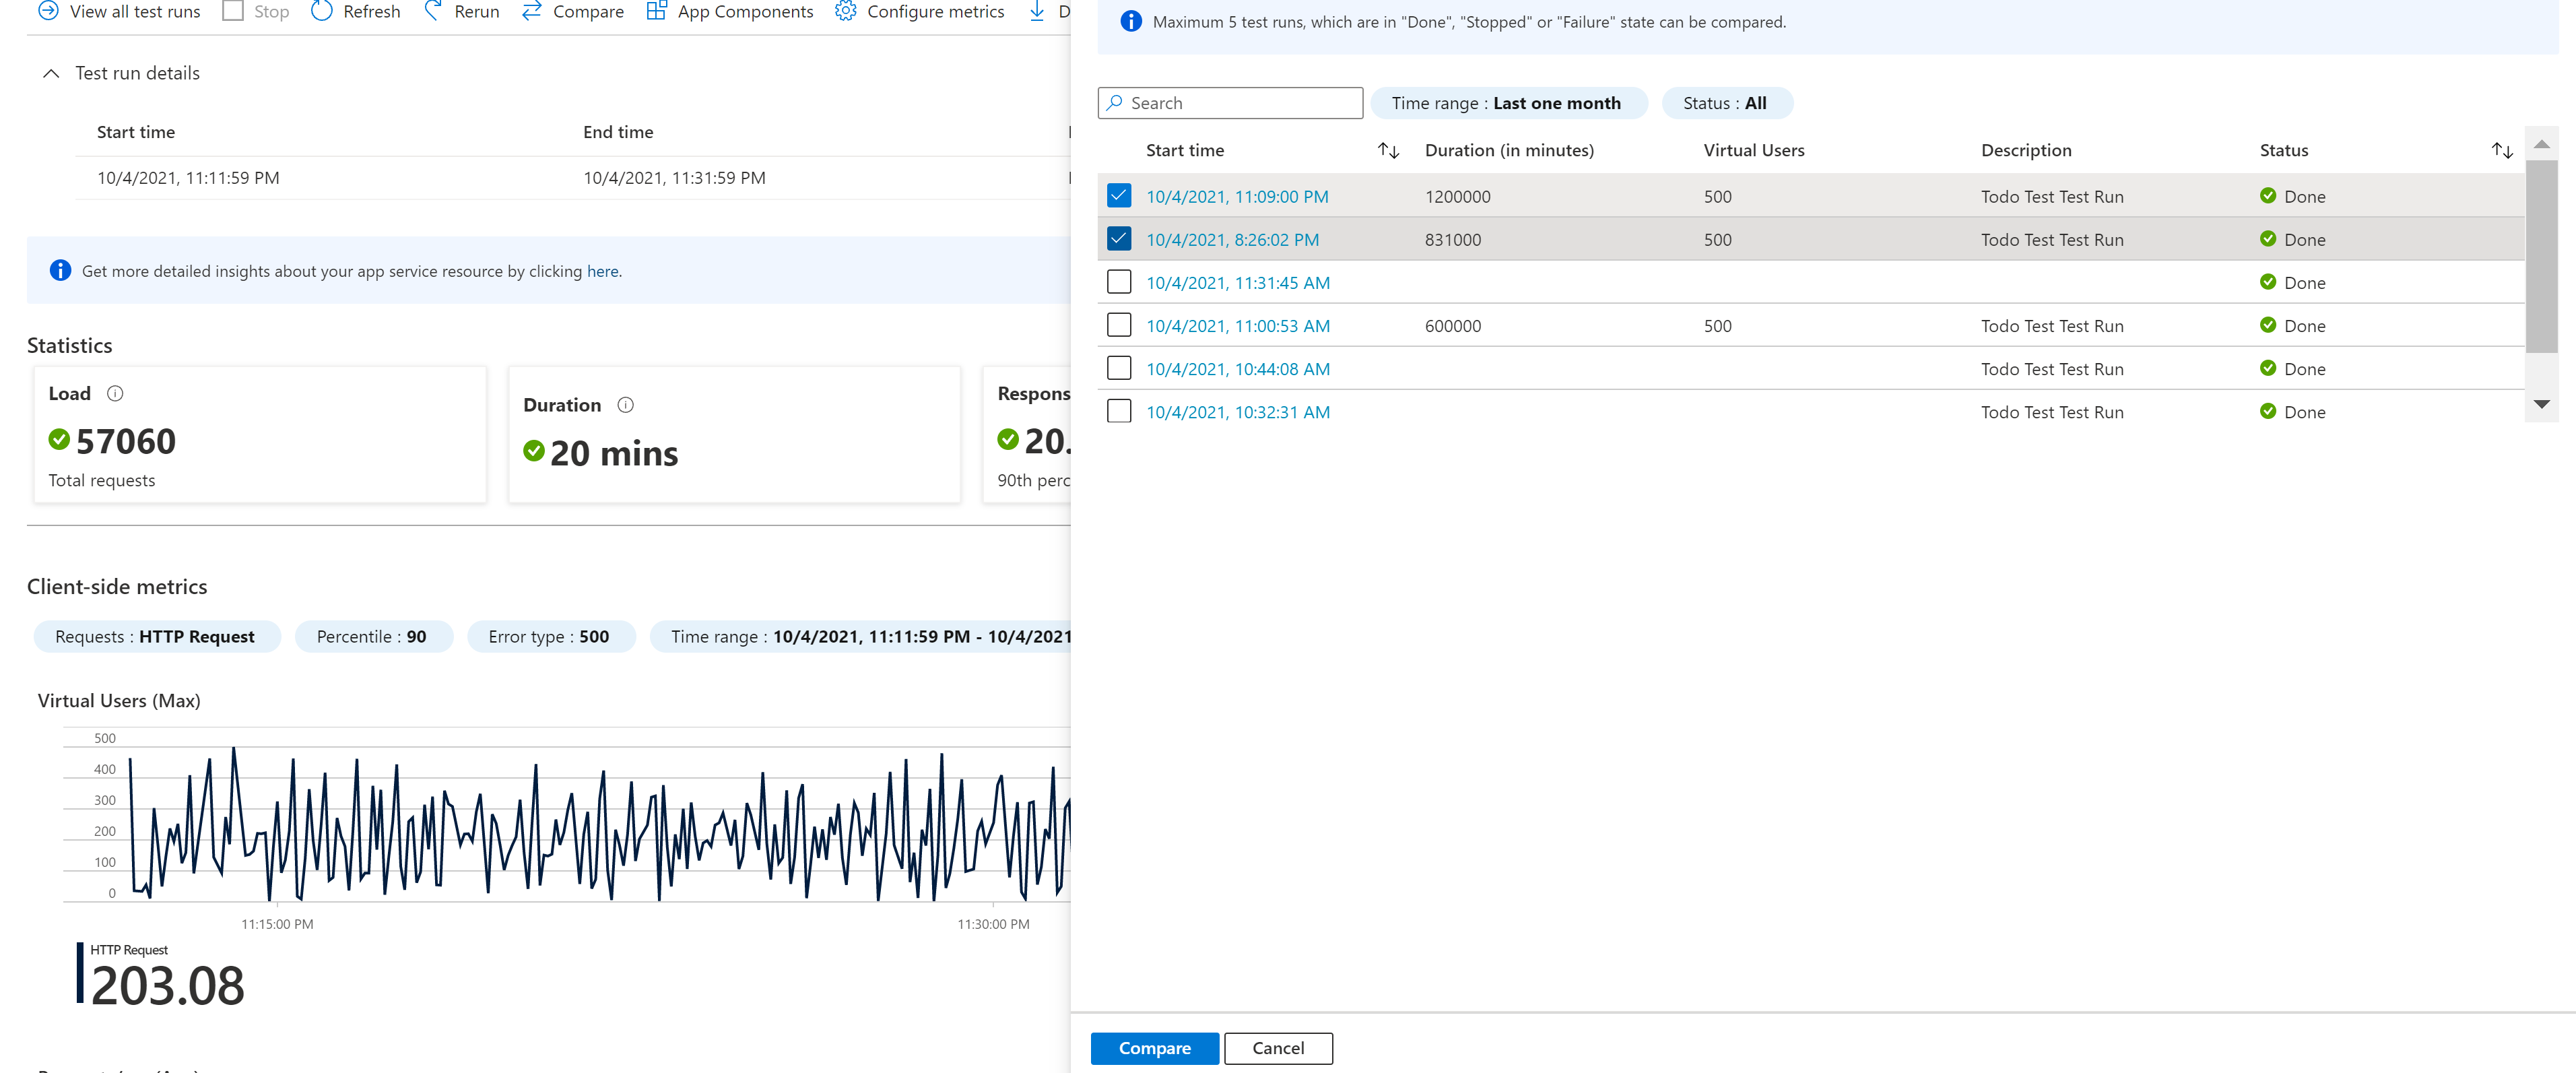 View all test runs Stop Refresh Rerun Compare App Components Configure metrics D
Test run details
Start time End time
10/4/2021, 11:11:59 PM 10/4/2021, 11:31:59 PM
Get more detailed insights about your app service resource by clicking here.
Statistics
Load
57060
Total requests
Duration
20 mins
Respons
20.
90th perc
Client-side metrics
Requests : HTTP Request Percentile : 90 Error type : 500 Time range : 10/4/2021, 11:11:59 PM - 10/4/2021
Virtual Users (Max)
500
400
300
200
100
0
11:15:00 PM 11:30:00 PM
HTTP Request
203.08
Maximum 5 test runs, which are in "Done", "Stopped" or "Failure" state can be compared.
Search Time range : Last one month Status : All
Start time Duration (in minutes) Virtual Users Description Status
10/4/2021, 11:09:00 PM 1200000 500 Todo Test Test Run Done
10/4/2021, 8:26:02 PM 831000 500 Todo Test Test Run Done
10/4/2021, 11:31:45 AM Done
10/4/2021, 11:00:53 AM 600000 500 Todo Test Test Run Done
10/4/2021, 10:44:08 AM Todo Test Test Run Done
10/4/2021, 10:32:31 AM Todo Test Test Run Done
Compare Cancel